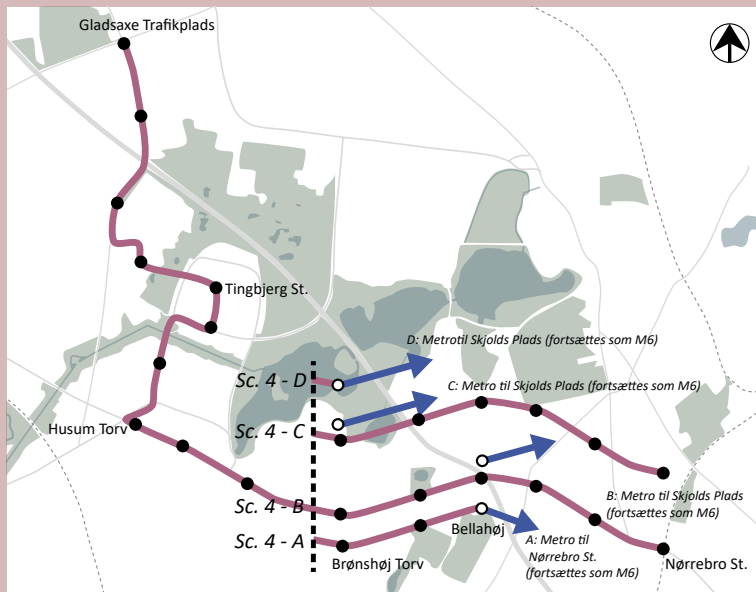 Gladsaxe Trafikplads
Tingbjerg St.
D: Metrotil Skjolds Plads (fortsættes som M6)
Sc. 4 - D
C: Metro til Skjolds Plads (fortsættes som M6)
Husum Torv
Sc. 4 - C
Sc. 4 - B
B: Metro til Skjolds Plads
(fortsættes som M6)
Bellahøj
Sc. 4 - A
A: Metro til
Nørrebro St.
(fortsættes som M6)
Brønshøj Torv
Nørrebro St.